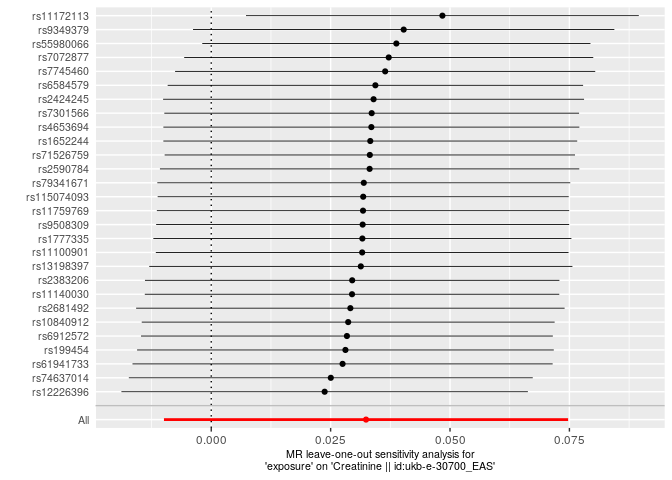 rs11172113
rs9349379
rs55980066
rs7072877
rs7745460
rs6584579
rs2424245
rs7301566
rs4653694
rs1652244
rs71526759
rs2590784
rs79341671
rs115074093
rs11759769
rs9508309
rs1777335
rs11100901
rs13198397
rs2383206
rs11140030
rs2681492
rs10840912
rs6912572
rs199454
rs61941733
rs74637014
rs12226396
All
0.000 0.025 0.050 0.075
MR leave-one-out sensitivity analysis for
'exposure' on 'Creatinine || id:ukb-e-30700_EAS'